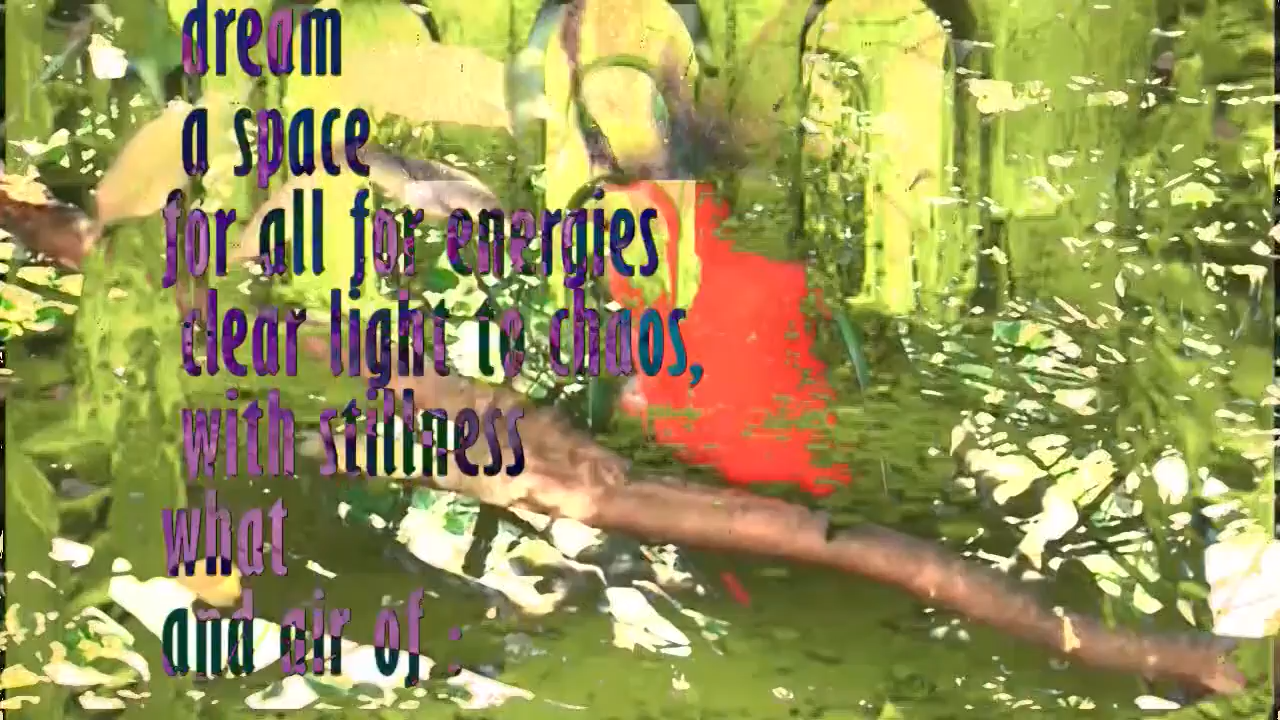 dream
a space
for all for energies
clear light to chaos,
with stillness
what
and air of :